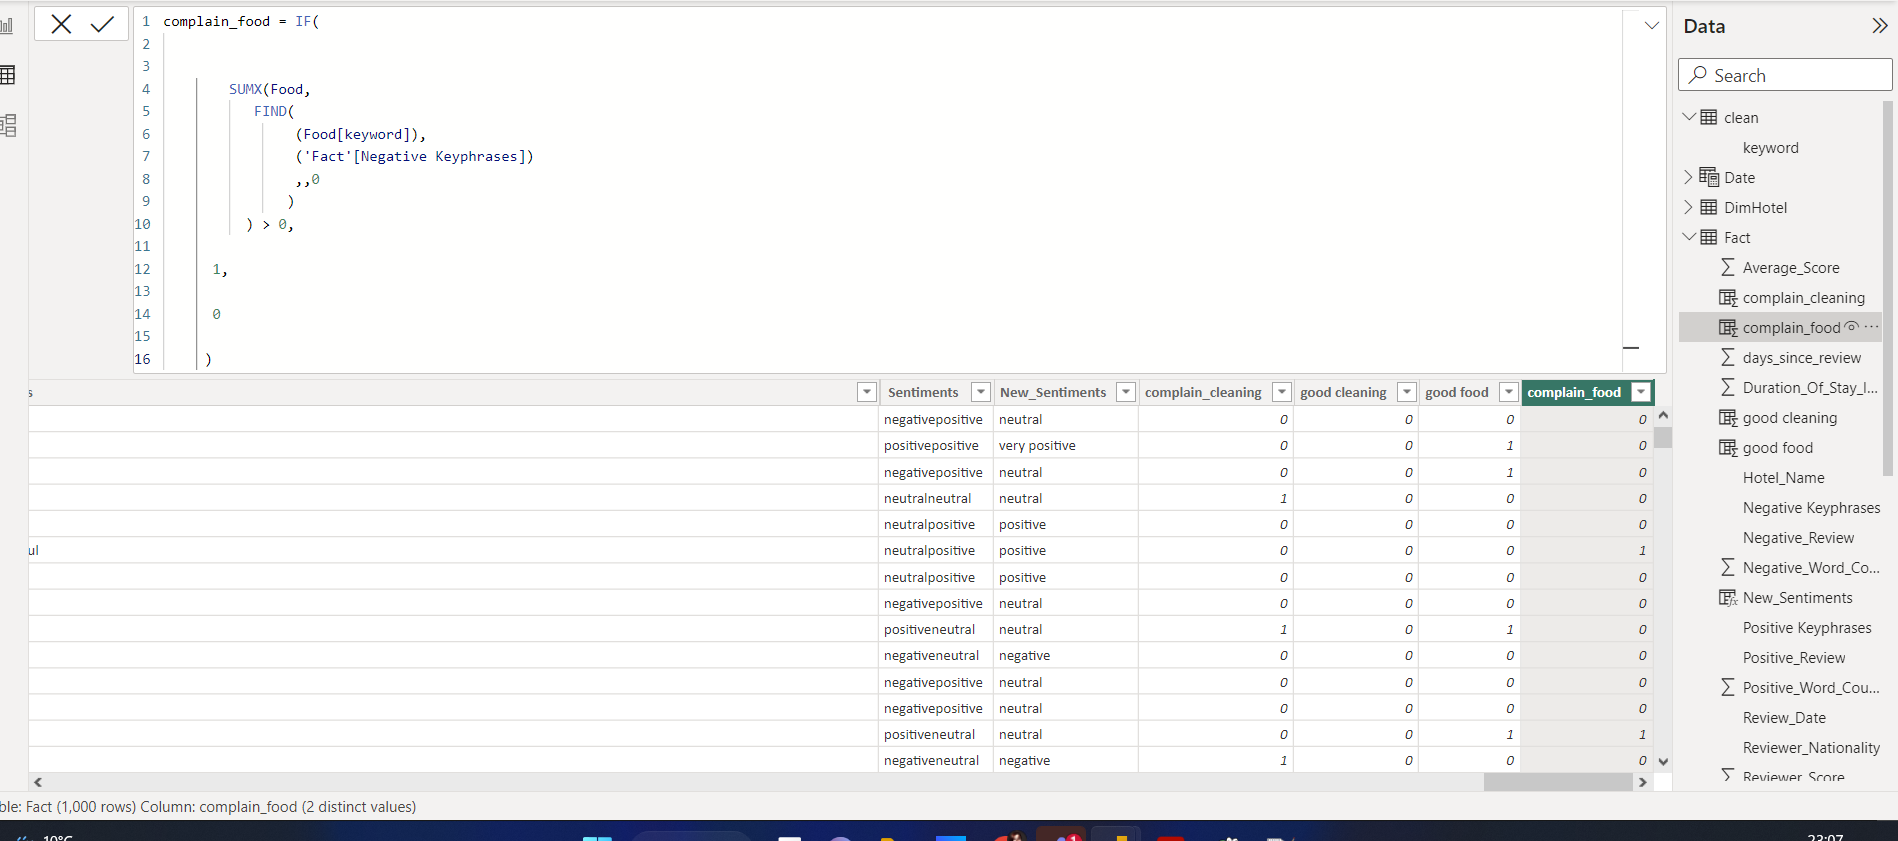 1 complain_food = IF(
2
3
4 SUMX(Food,
5 FIND(
6 (Food[keyword]),
7 ('Fact'[Negative Keyphrases])
8 ,,0
9 )
10 ) > 0,
11
12 1,
13
14 0
15
16 )
Data
Search
clean
keyword
Date
DimHotel
Fact
Average_Score
complain_cleaning
complain_food ...
days_since_review
Duration_Of_Stay_I...
good cleaning
good food
Hotel_Name
Negative Keyphrases
Negative_Review
Negative_Word_Co...
New_Sentiments
Positive Keyphrases
Positive_Review
Positive_Word_Cou...
Review_Date
Reviewer_Nationality
Reviewer_Score
s Sentiments New_Sentiments complain_cleaning good cleaning good food complain_food
negativepositive neutral 0 0 0 0
positivepositive very positive 0 0 1 0
negativepositive neutral 0 0 1 0
neutralneutral neutral 1 0 0 0
neutralpositive positive 0 0 0 0
ul neutralpositive positive 0 0 0 1
neutralpositive positive 0 0 0 0
negativepositive neutral 0 0 0 0
positiveneutral neutral 1 0 1 0
negativeneutral negative 0 0 0 0
negativepositive neutral 0 0 0 0
negativepositive neutral 0 0 0 0
positiveneutral neutral 0 0 1 1
negativeneutral negative 1 0 0 0
ble: Fact (1,000 rows) Column: complain_food (2 distinct values)
10°C
1
23:07